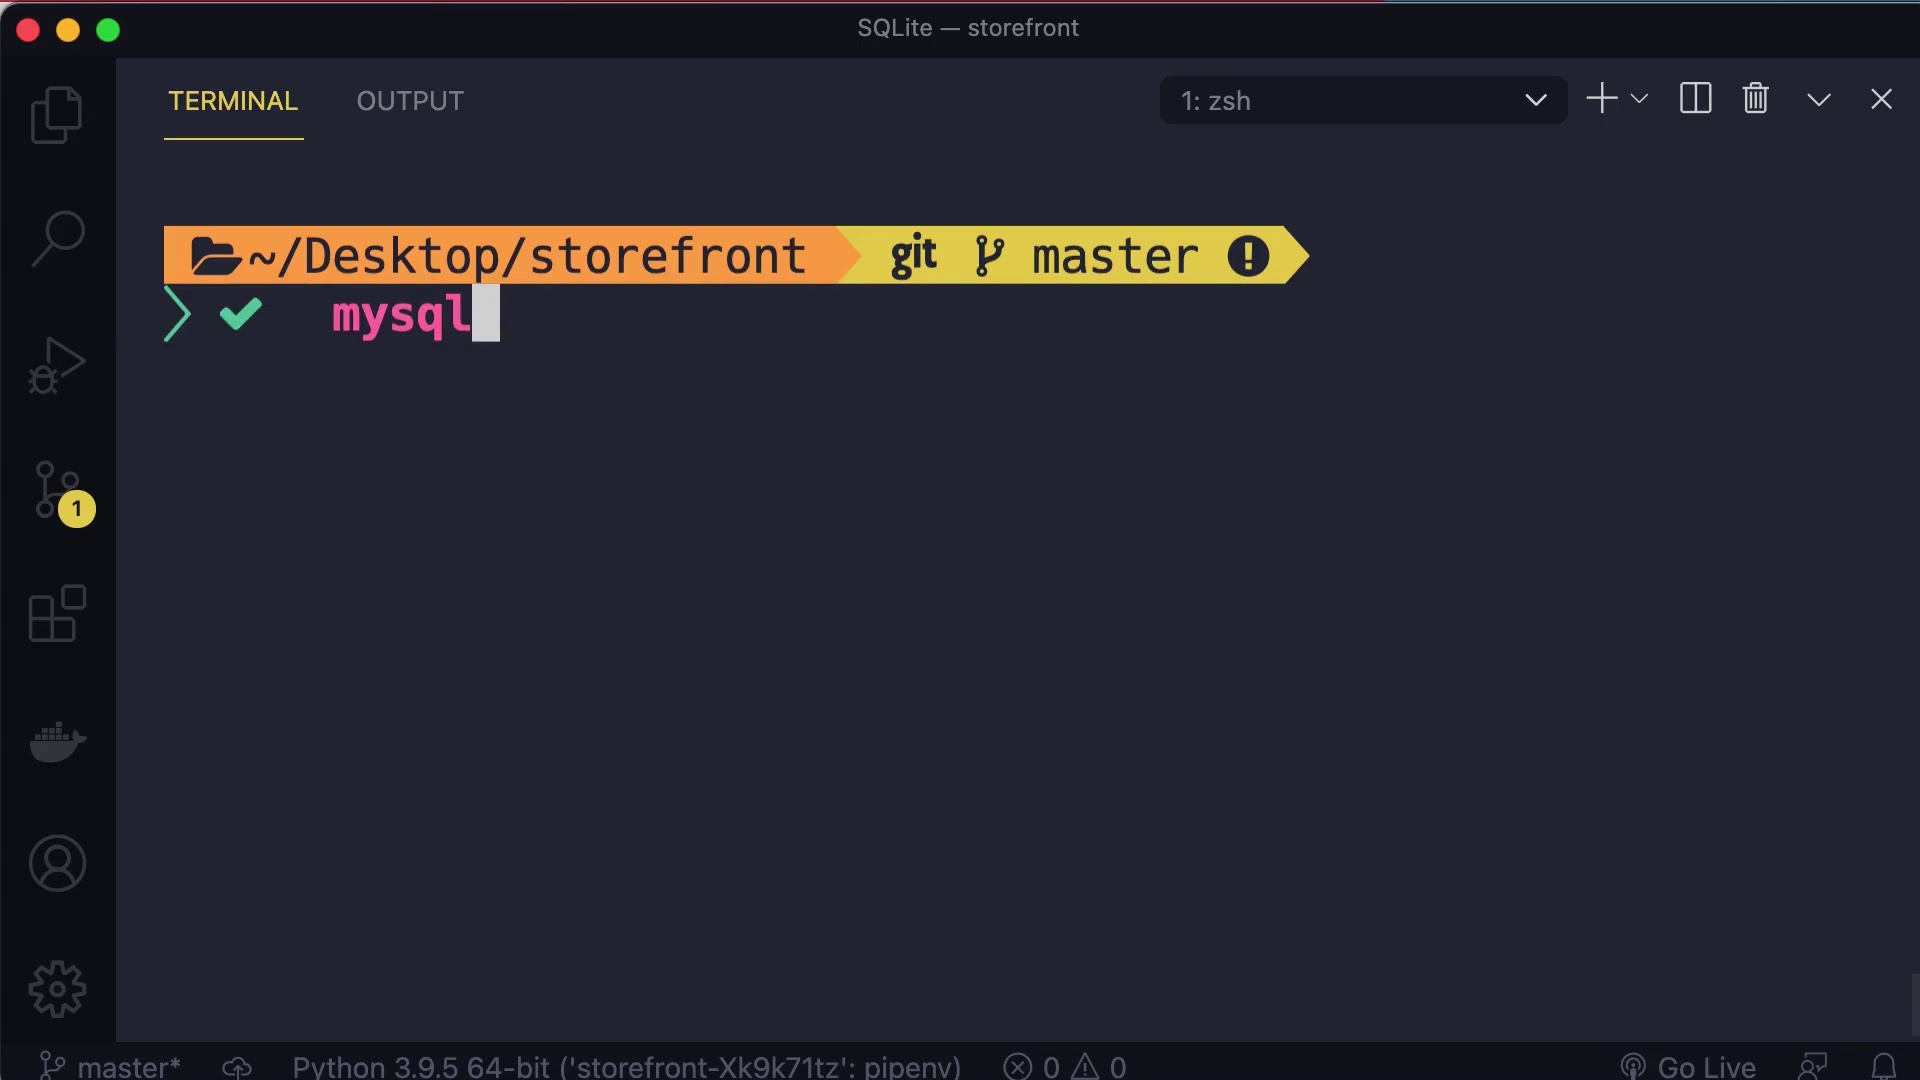 SQLite — storefront
TERMINAL OUTPUT 1: zsh
~/Desktop/storefront git master
mysql
1
master* Python 3.9.5 64-bit ('storefront-Xk9k71tz': pipenv) 0 0 Go Live